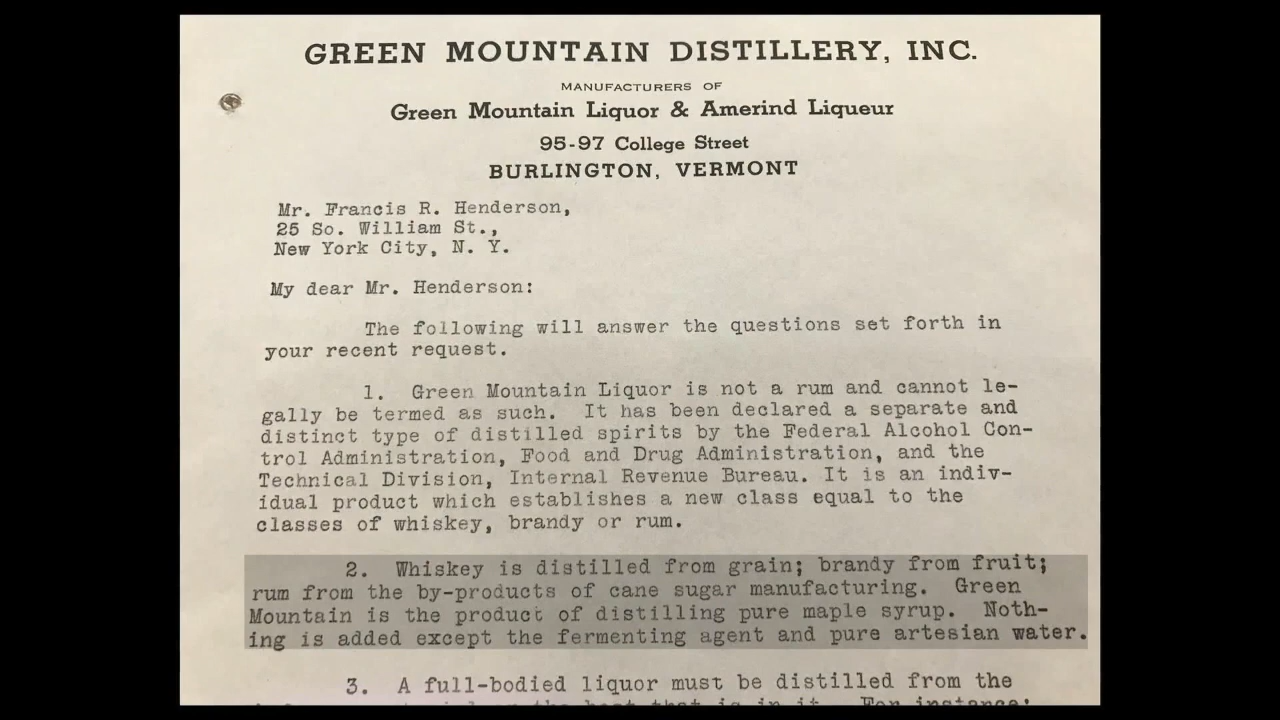 GREEN MOUNTAIN DISTILLERY, INC.
MANUFACTURERS OF
Green Mountain Liquor & Amerind Liqueur
95-97 College Street
BURLINGTON, VERMONT
Mr. Francis R. Henderson,
25 So. William St.,
New York City, N. Y.
My dear Mr. Henderson:
The following will answer the questions set forth in
your recent request.
1. Green Mountain Liquor is not a rum and cannot le-
gally be termed as such. It has been declared a separate and
distinct type of distilled spirits by the Federal Alcohol Con-
trol Administration, Food and Drug Administration, and the
Technical Division, Internal Revenue Bureau. It is an indiv-
idual product which establishes a new class equal to the
classes of whiskey, brandy or rum.
2. Whiskey is distilled from grain; brandy from fruit;
rum from the by-products of cane sugar manufacturing. Green
Mountain is the product of distilling pure maple syrup. Noth-
ing is added except the fermenting agent and pure artesian water.
3. A full-bodied liquor must be distilled from the
the best that is in it. For instance: